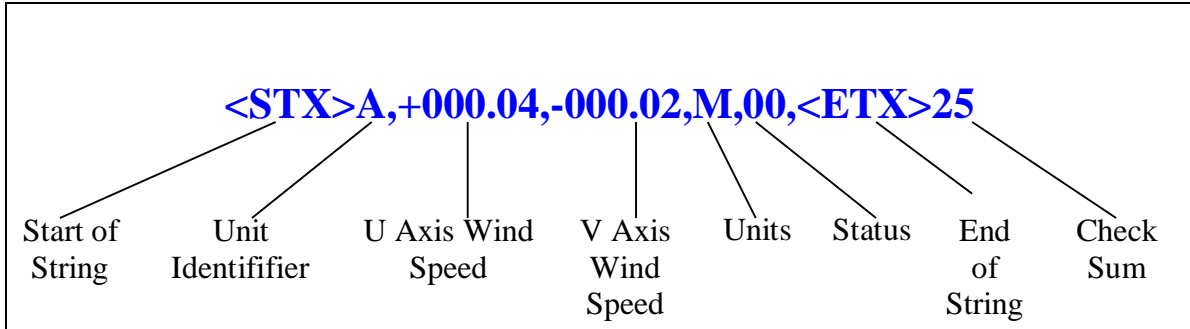 <STX>A,+000.04,-000.02,M,00,<ETX>25
Start of String
Unit Identififier
U Axis Wind Speed
V Axis Wind Speed
Units
Status
End of String
Check Sum